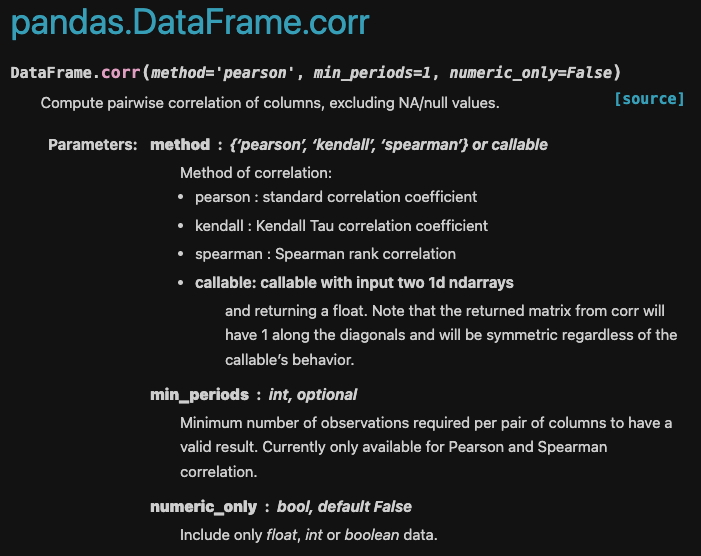 pandas.DataFrame.corr
DataFrame.corr(method='pearson', min_periods=1, numeric_only=False)
[source]
Compute pairwise correlation of columns, excluding NA/null values.
Parameters: method : {‘pearson’, ‘kendall’, ‘spearman’} or callable
Method of correlation:
• pearson : standard correlation coefficient
• kendall : Kendall Tau correlation coefficient
• spearman : Spearman rank correlation
• callable: callable with input two 1d ndarrays
and returning a float. Note that the returned matrix from corr will
have 1 along the diagonals and will be symmetric regardless of the
callable’s behavior.
min_periods : int, optional
Minimum number of observations required per pair of columns to have a
valid result. Currently only available for Pearson and Spearman
correlation.
numeric_only : bool, default False
Include only float, int or boolean data.